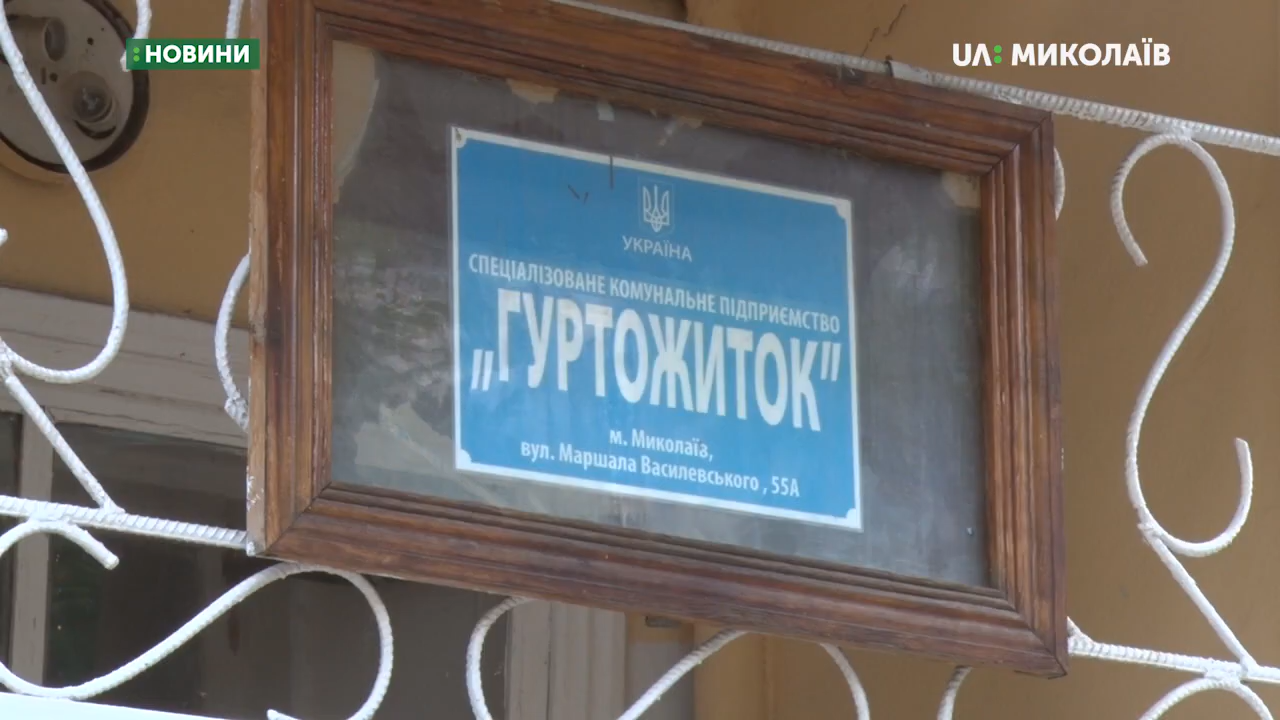 : НОВИНИ
UA: МИКОЛАЇВ
УКРАЇНА
СПЕЦІАЛІЗОВАНЕ КОМУНАЛЬНЕ ПІДПРИЄМСТВО
„ГУРТОЖИТОК”
м. Миколаїв,
вул. Маршала Василевського , 55А